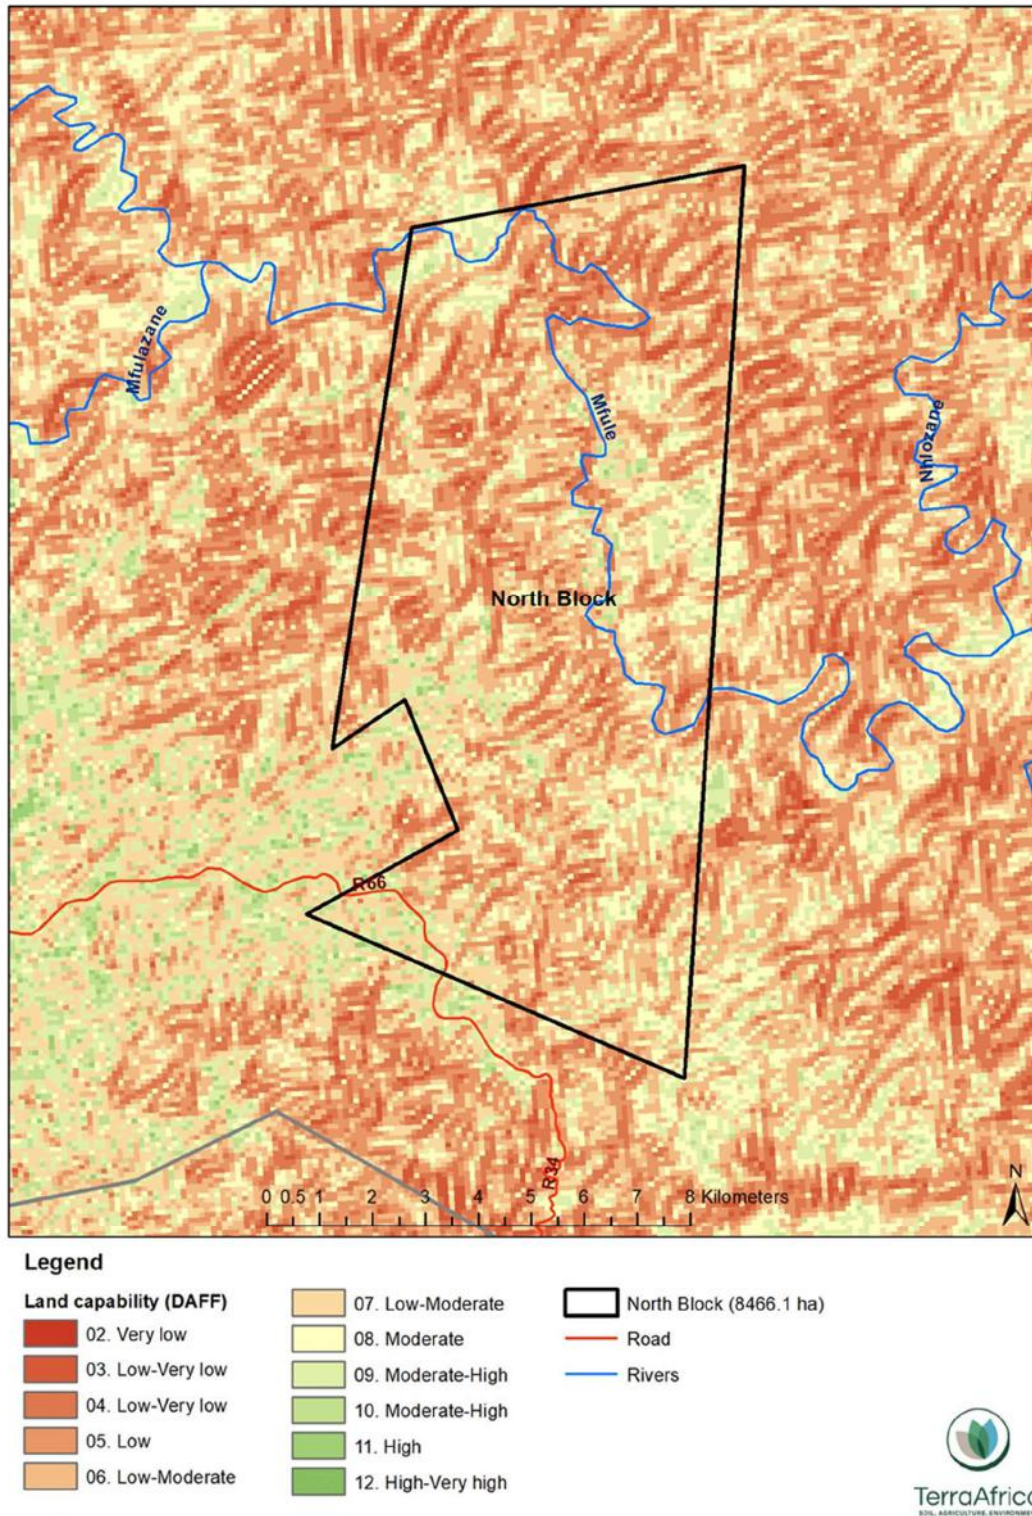 Mfulazane
Mfule
Nhlozane
North Block
R66
R34
0 0.5 1 2 3 4 5 6 7 8 Kilometers
N
Legend
Land capability (DAFF)
02. Very low
03. Low-Very low
04. Low-Very low
05. Low
06. Low-Moderate
07. Low-Moderate
08. Moderate
09. Moderate-High
10. Moderate-High
11. High
12. High-Very high
North Block (8466.1 ha)
Road
Rivers
TerraAfrica
SOIL. AGRICULTURE. ENVIRONMENT